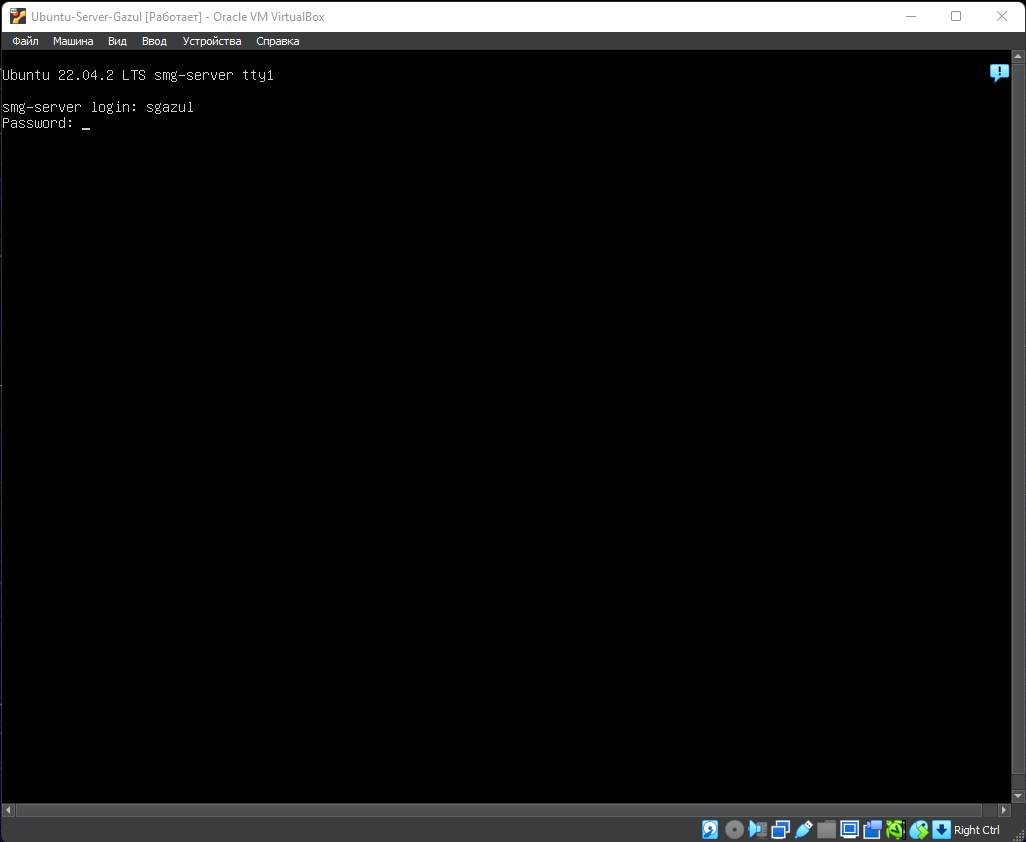 Ubuntu-Server-Gazul [Работает] - Oracle VM VirtualBox
Файл Машина Вид Ввод Устройства Справка
Ubuntu 22.04.2 LTS smg-server tty1
smg-server login: sgazul
Password: _
Right Ctrl